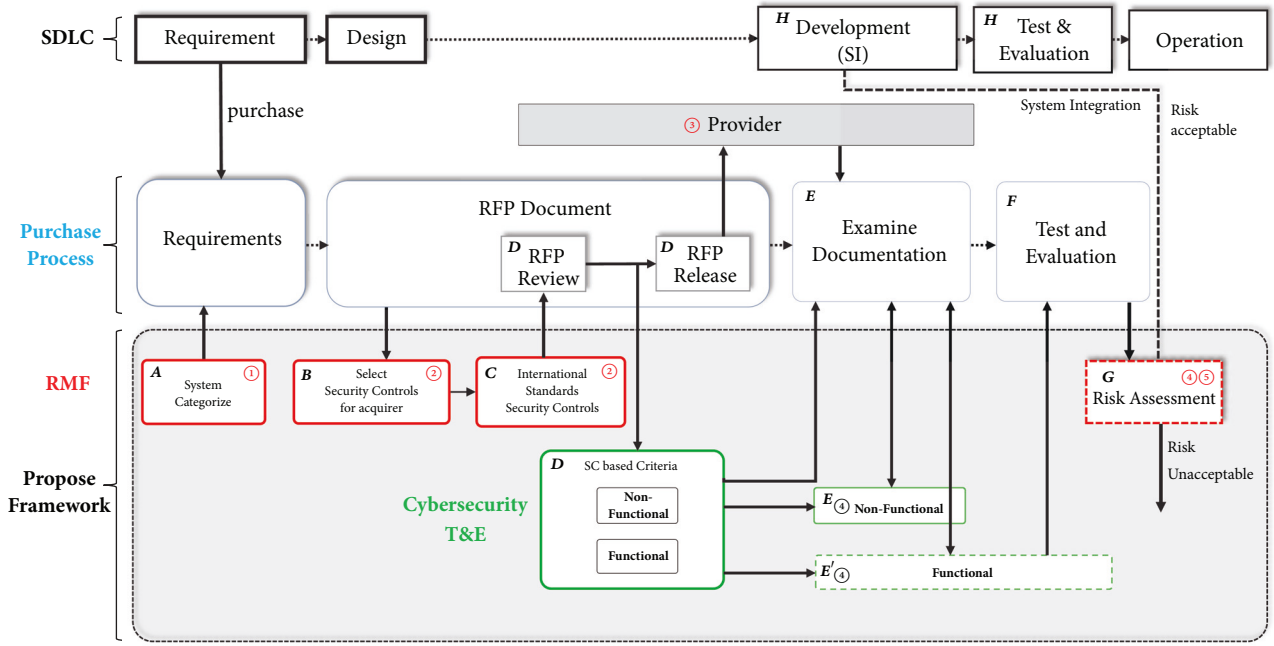 SDLC
Requirement
Design
H
Development
(SI)
H
Test &
Evaluation
Operation
purchase
System Integration
Risk
acceptable
③ Provider
Purchase
Process
Requirements
RFP Document
D
RFP
Review
D
RFP
Release
E
Examine
Documentation
F
Test and
Evaluation
RMF
A
①
System
Categorize
B
②
Select
Security Controls
for acquirer
C
②
International
Standards
Security Controls
G
④⑤
Risk Assessment
Risk
Unacceptable
Propose
Framework
Cybersecurity
T&E
D
SC based Criteria
Non-
Functional
Functional
E④ Non-Functional
E′④ Functional